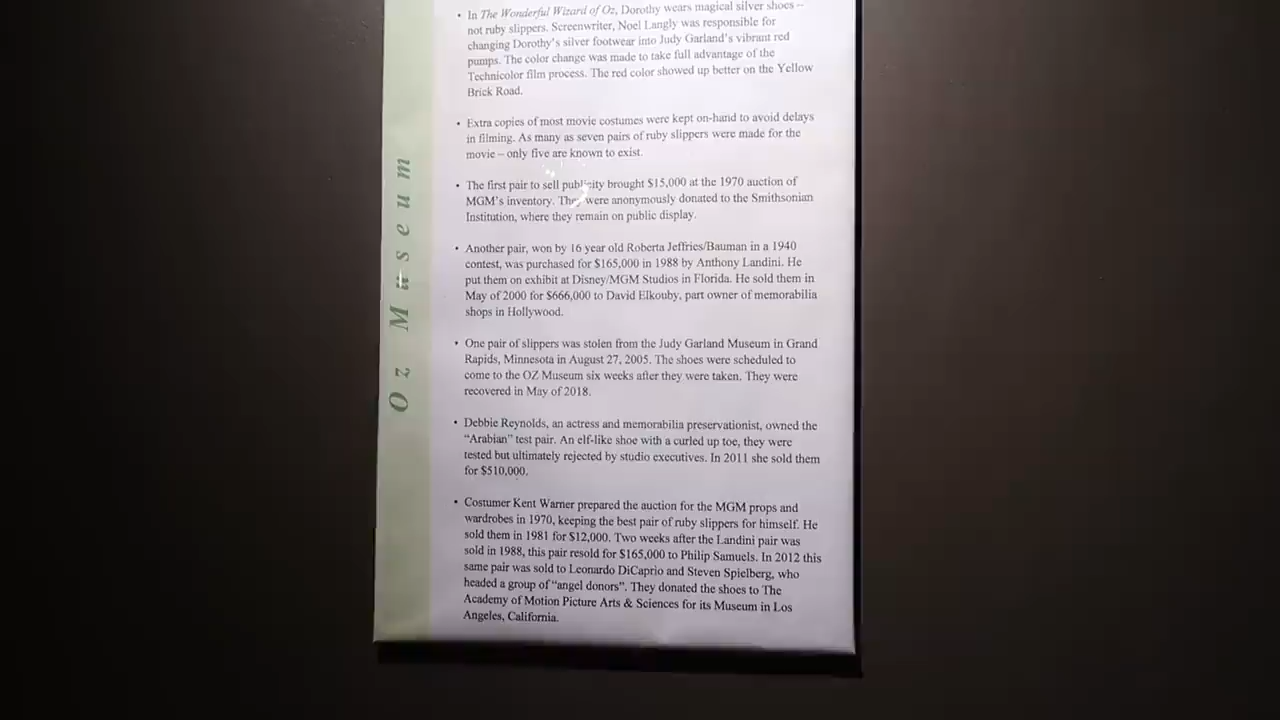 Oz Museum
• In The Wonderful Wizard of Oz, Dorothy wears magical silver shoes --
not ruby slippers. Screenwriter, Noel Langly was responsible for
changing Dorothy's silver footwear into Judy Garland's vibrant red
pumps. The color change was made to take full advantage of the
Technicolor film process. The red color showed up better on the Yellow
Brick Road.
• Extra copies of most movie costumes were kept on-hand to avoid delays
in filming. As many as seven pairs of ruby slippers were made for the
movie – only five are known to exist.
• The first pair to sell publicity brought $15,000 at the 1970 auction of
MGM's inventory. They were anonymously donated to the Smithsonian
Institution, where they remain on public display.
• Another pair, won by 16 year old Roberta Jeffries/Bauman in a 1940
contest, was purchased for $165,000 in 1988 by Anthony Landini. He
put them on exhibit at Disney/MGM Studios in Florida. He sold them in
May of 2000 for $666,000 to David Elkouby, part owner of memorabilia
shops in Hollywood.
• One pair of slippers was stolen from the Judy Garland Museum in Grand
Rapids, Minnesota in August 27, 2005. The shoes were scheduled to
come to the OZ Museum six weeks after they were taken. They were
recovered in May of 2018.
• Debbie Reynolds, an actress and memorabilia preservationist, owned the
“Arabian” test pair. An elf-like shoe with a curled up toe, they were
tested but ultimately rejected by studio executives. In 2011 she sold them
for $510,000.
• Costumer Kent Warner prepared the auction for the MGM props and
wardrobes in 1970, keeping the best pair of ruby slippers for himself. He
sold them in 1981 for $12,000. Two weeks after the Landini pair was
sold in 1988, this pair resold for $165,000 to Philip Samuels. In 2012 this
same pair was sold to Leonardo DiCaprio and Steven Spielberg, who
headed a group of “angel donors”. They donated the shoes to The
Academy of Motion Picture Arts & Sciences for its Museum in Los
Angeles, California.